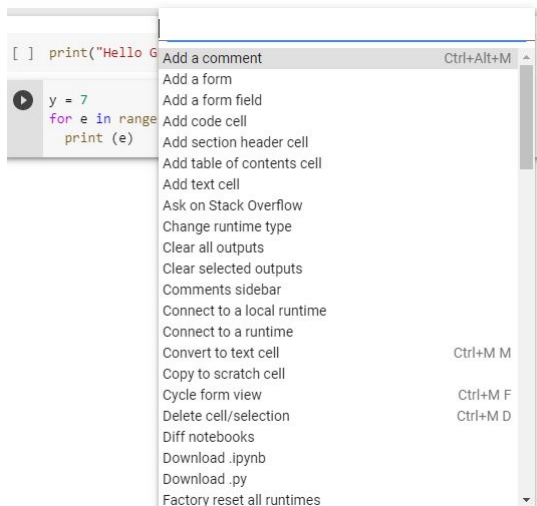 [ ] print("Hello G
y = 7
for e in range
print (e)
Add a comment Ctrl+Alt+M
Add a form
Add a form field
Add code cell
Add section header cell
Add table of contents cell
Add text cell
Ask on Stack Overflow
Change runtime type
Clear all outputs
Clear selected outputs
Comments sidebar
Connect to a local runtime
Connect to a runtime
Convert to text cell Ctrl+M M
Copy to scratch cell
Cycle form view Ctrl+M F
Delete cell/selection Ctrl+M D
Diff notebooks
Download .ipynb
Download .py
Factory reset all runtimes